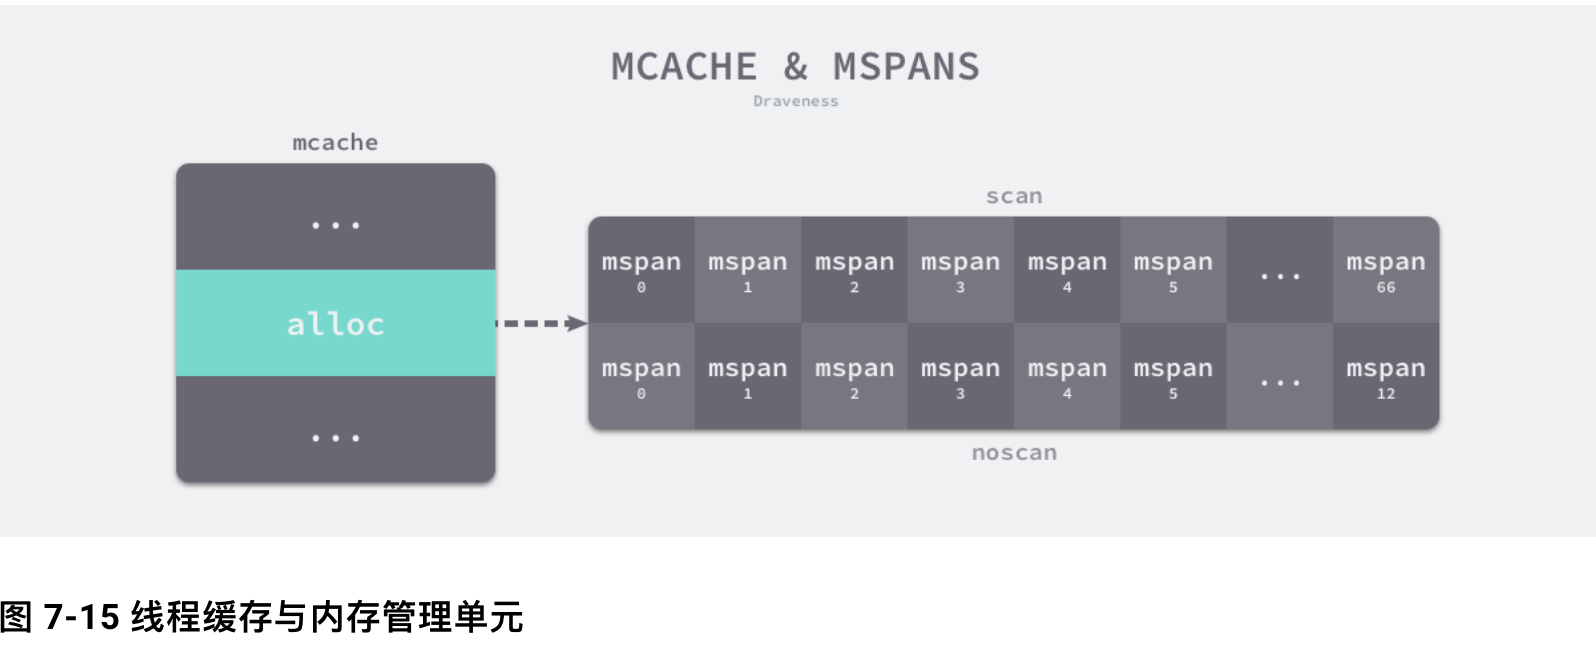 MCACHE & MSPANS
Draveness
mcache
...
alloc
...
scan
mspan mspan mspan mspan mspan mspan ... mspan
0 1 2 3 4 5 66
mspan mspan mspan mspan mspan mspan ... mspan
0 1 2 3 4 5 12
noscan
图 7-15 线程缓存与内存管理单元